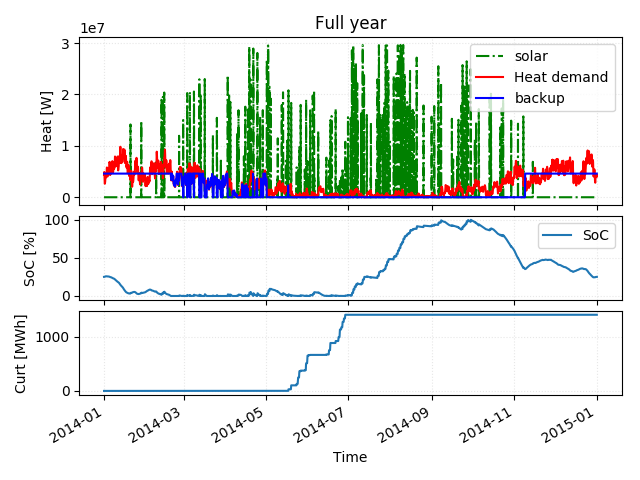 Full year
1e7
3
2
1
0
Heat [W]
solar
Heat demand
backup
100
50
0
SoC [%]
SoC
1000
0
Curt [MWh]
2014-01
2014-03
2014-05
2014-07
2014-09
2014-11
2015-01
Time